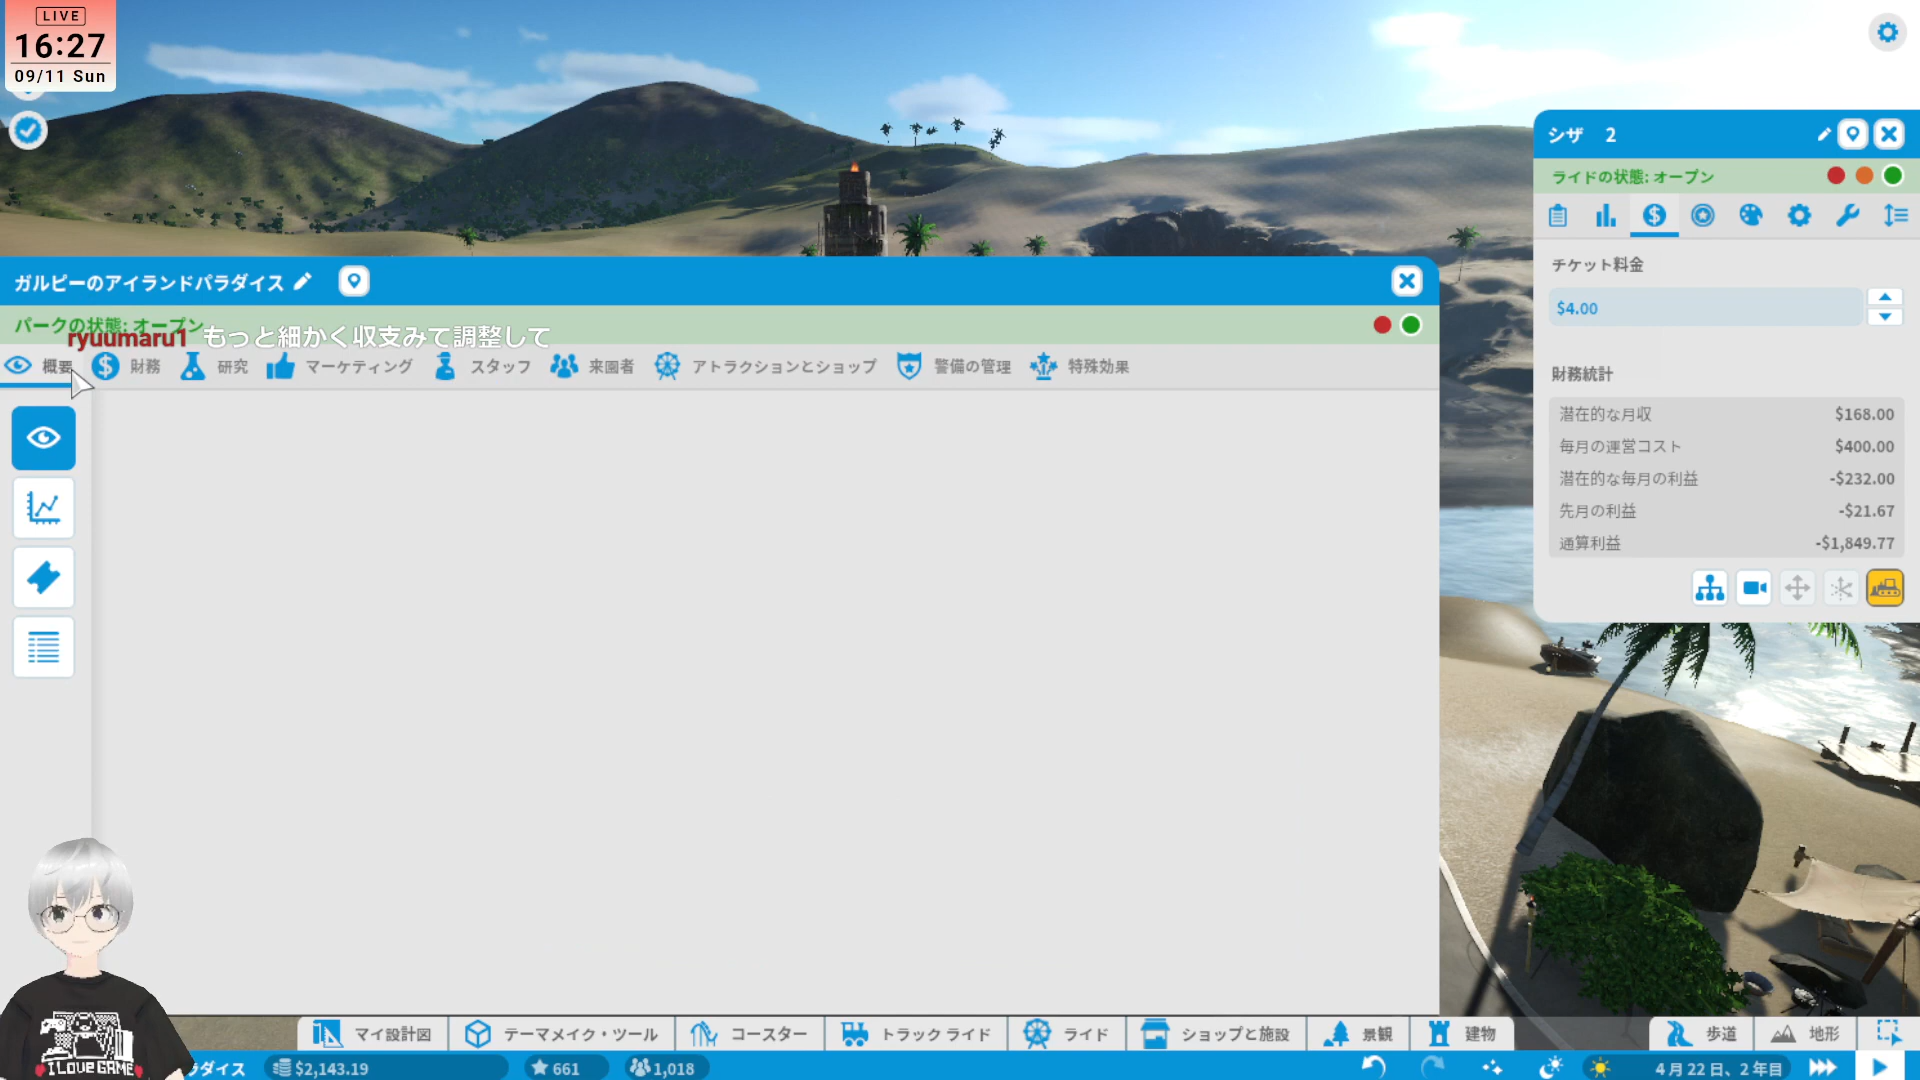 LIVE
16:27
09/11 Sun
シザ 2
ライドの状態: オープン
チケット料金
$4.00
財務統計
潜在的な月収 $168.00
毎月の運営コスト $400.00
潜在的な毎月の利益 -$232.00
先月の利益 -$21.67
通算利益 -$1,849.77
ガルピーのアイランドパラダイス
パークの状態: オープン
ryuumaru1 もっと細かく収支みて調整して
概要 財務 研究 マーケティング スタッフ 来園者 アトラクションとショップ 警備の管理 特殊効果
I LOVE GAME
マイ設計図 テーマメイク・ツール コースター トラックライド ライド ショップと施設 景観 建物 歩道 地形
ラダイス $2,143.19 661 1,018 4月22日、2年目